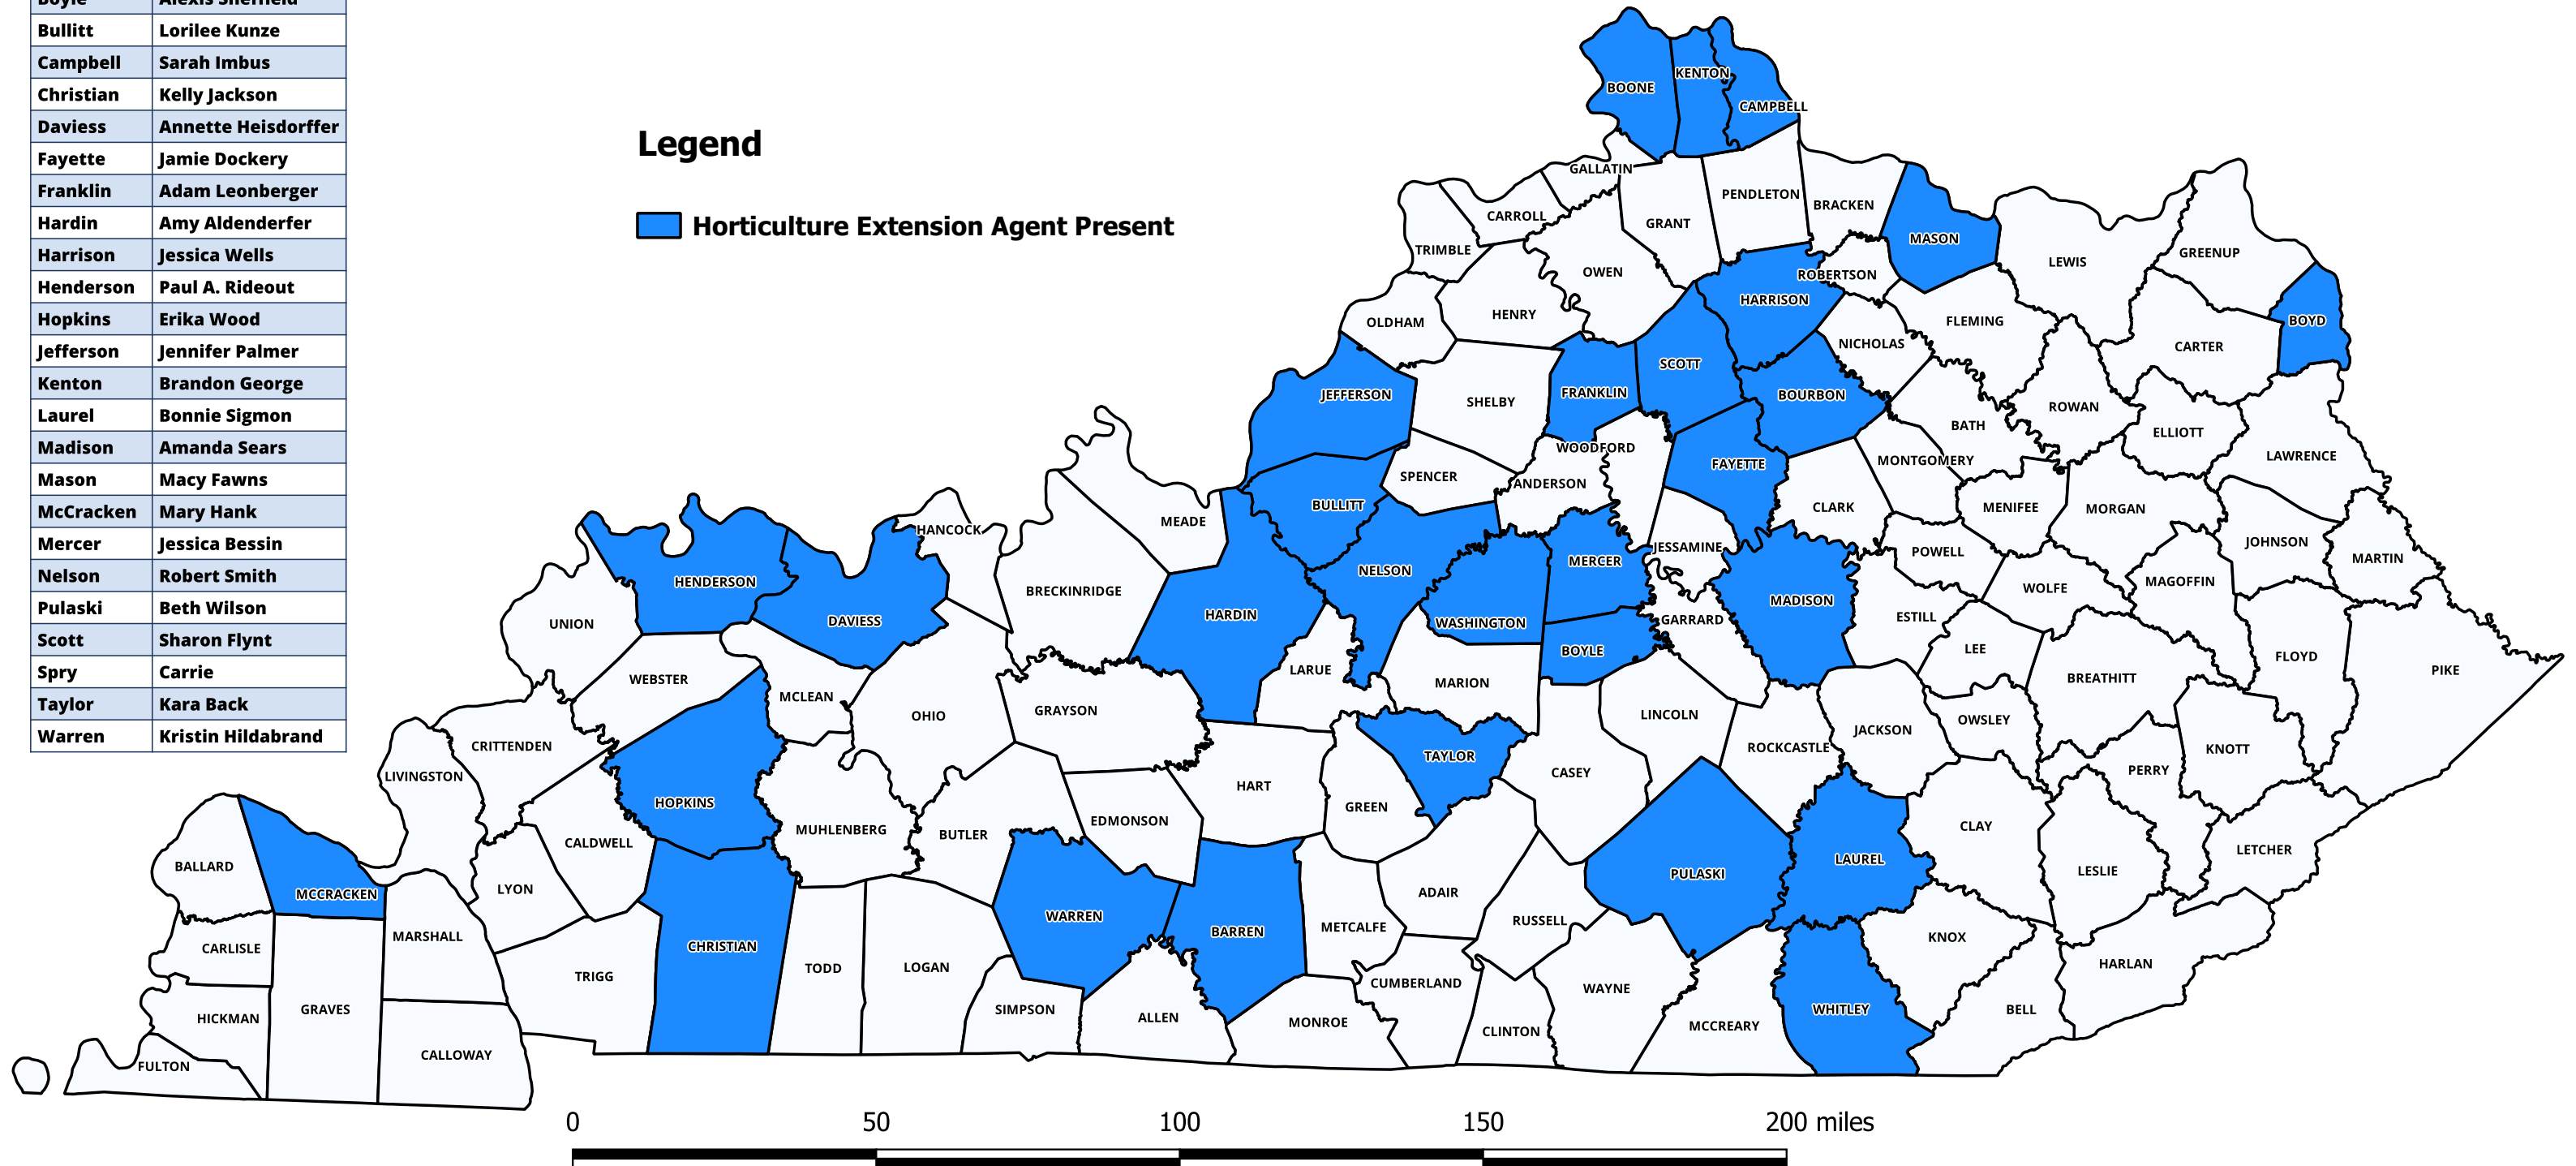 Boyle Alexis Sherfield
Bullitt Lorilee Kunze
Campbell Sarah Imbus
Christian Kelly Jackson
Daviess Annette Heisdorffer
Fayette Jamie Dockery
Franklin Adam Leonberger
Hardin Amy Aldenderfer
Harrison Jessica Wells
Henderson Paul A. Rideout
Hopkins Erika Wood
Jefferson Jennifer Palmer
Kenton Brandon George
Laurel Bonnie Sigmon
Madison Amanda Sears
Mason Macy Fawns
McCracken Mary Hank
Mercer Jessica Bessin
Nelson Robert Smith
Pulaski Beth Wilson
Scott Sharon Flynt
Spry Carrie
Taylor Kara Back
Warren Kristin Hildabrand
Legend
Horticulture Extension Agent Present
BOONE
KENTON
CAMPBELL
GALLATIN
CARROLL
TRIMBLE
OWEN
GRANT
PENDLETON
BRACKEN
MASON
ROBERTSON
LEWIS
GREENUP
HARRISON
OLDHAM
HENRY
FLEMING
BOYD
NICHOLAS
CARTER
SCOTT
JEFFERSON
SHELBY
FRANKLIN
BOURBON
ROWAN
BATH
ELLIOTT
WOODFORD
LAWRENCE
MONTGOMERY
FAYETTE
SPENCER
ANDERSON
BULLITT
CLARK
MENIFEE
MORGAN
MEADE
HANCOCK
JESSAMINE
POWELL
JOHNSON
MARTIN
MERCER
NELSON
HENDERSON
BRECKINRIDGE
MAGOFFIN
WOLFE
MADISON
HARDIN
DAVIESS
UNION
WASHINGTON
GARRARD
ESTILL
LEE
BOYLE
FLOYD
PIKE
LARUE
WEBSTER
MCLEAN
MARION
BREATHITT
OHIO
GRAYSON
LINCOLN
OWSLEY
JACKSON
CRITTENDEN
ROCKCASTLE
KNOTT
TAYLOR
LIVINGSTON
CASEY
PERRY
HART
HOPKINS
GREEN
MUHLENBERG
BUTLER
EDMONSON
CLAY
CALDWELL
LETCHER
BALLARD
LAUREL
LESLIE
PULASKI
MCCRACKEN
LYON
ADAIR
WARREN
RUSSELL
METCALFE
BARREN
MARSHALL
KNOX
CARLISLE
CHRISTIAN
TODD
LOGAN
TRIGG
HARLAN
CUMBERLAND
WAYNE
GRAVES
SIMPSON
WHITLEY
BELL
HICKMAN
ALLEN
MONROE
CLINTON
MCCREARY
CALLOWAY
FULTON
0 50 100 150 200 miles